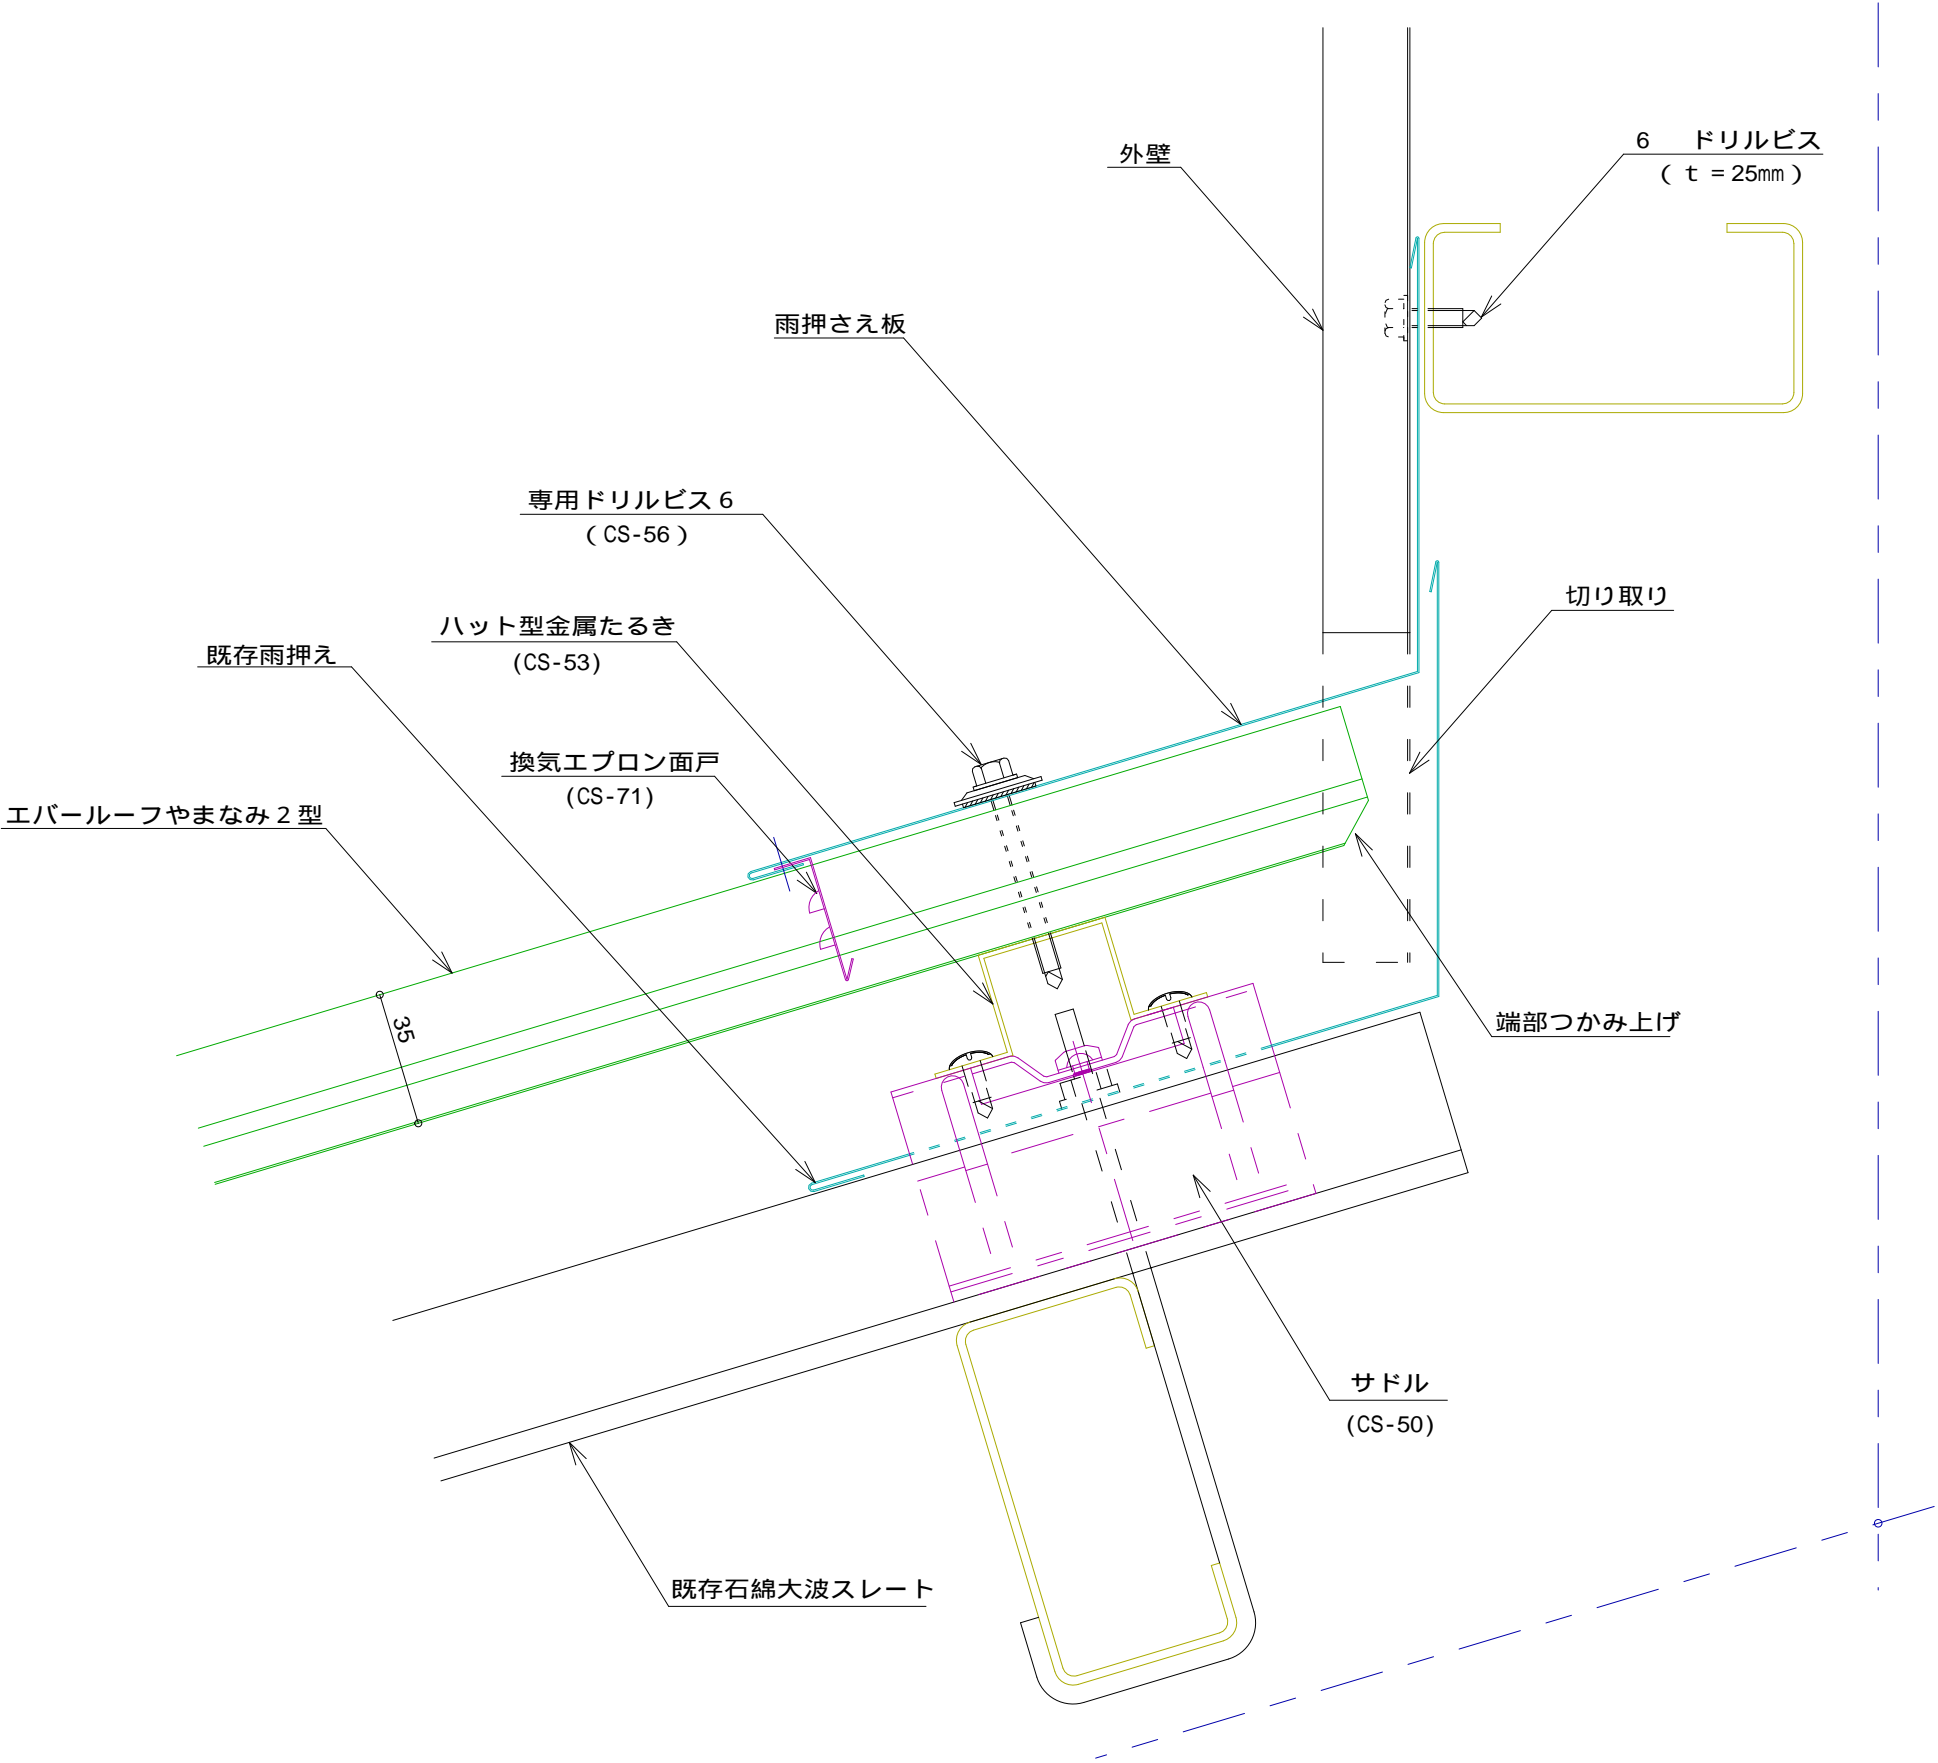 外壁
6 ドリルビス
( t =25㎜ )
雨押さえ板
専用ドリルビス6
( CS-56 )
切り取り
ハット型金属たるき
(CS-53)
既存雨押え
換気エプロン面戸
(CS-71)
エバールーフやまなみ2型
35
端部つかみ上げ
サドル
(CS-50)
既存石綿大波スレート